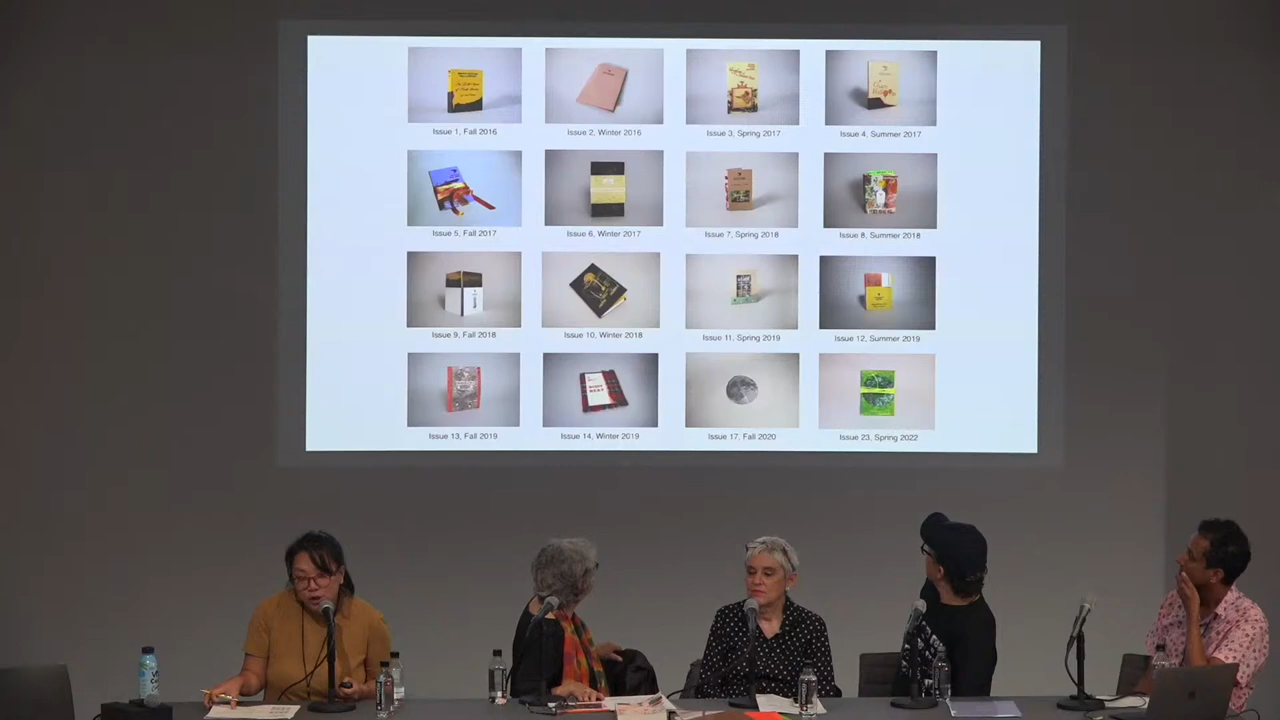 Issue 1, Fall 2016
Issue 2, Winter 2016
Issue 3, Spring 2017
Issue 4, Summer 2017
Issue 5, Fall 2017
Issue 6, Winter 2017
Issue 7, Spring 2018
Issue 8, Summer 2018
Issue 9, Fall 2018
Issue 10, Winter 2018
Issue 11, Spring 2019
Issue 12, Summer 2019
Issue 13, Fall 2019
Issue 14, Winter 2019
Issue 17, Fall 2020
Issue 23, Spring 2022